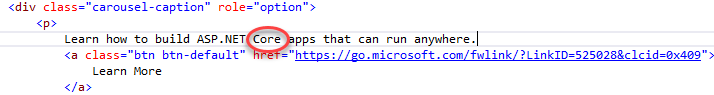 <div class="carousel-caption" role="option">
<p>
Learn how to build ASP.NET Core apps that can run anywhere.
<a class="btn btn-default" href="https://go.microsoft.com/fwlink/?LinkID=525028&clcid=0x409">
Learn More
</a>